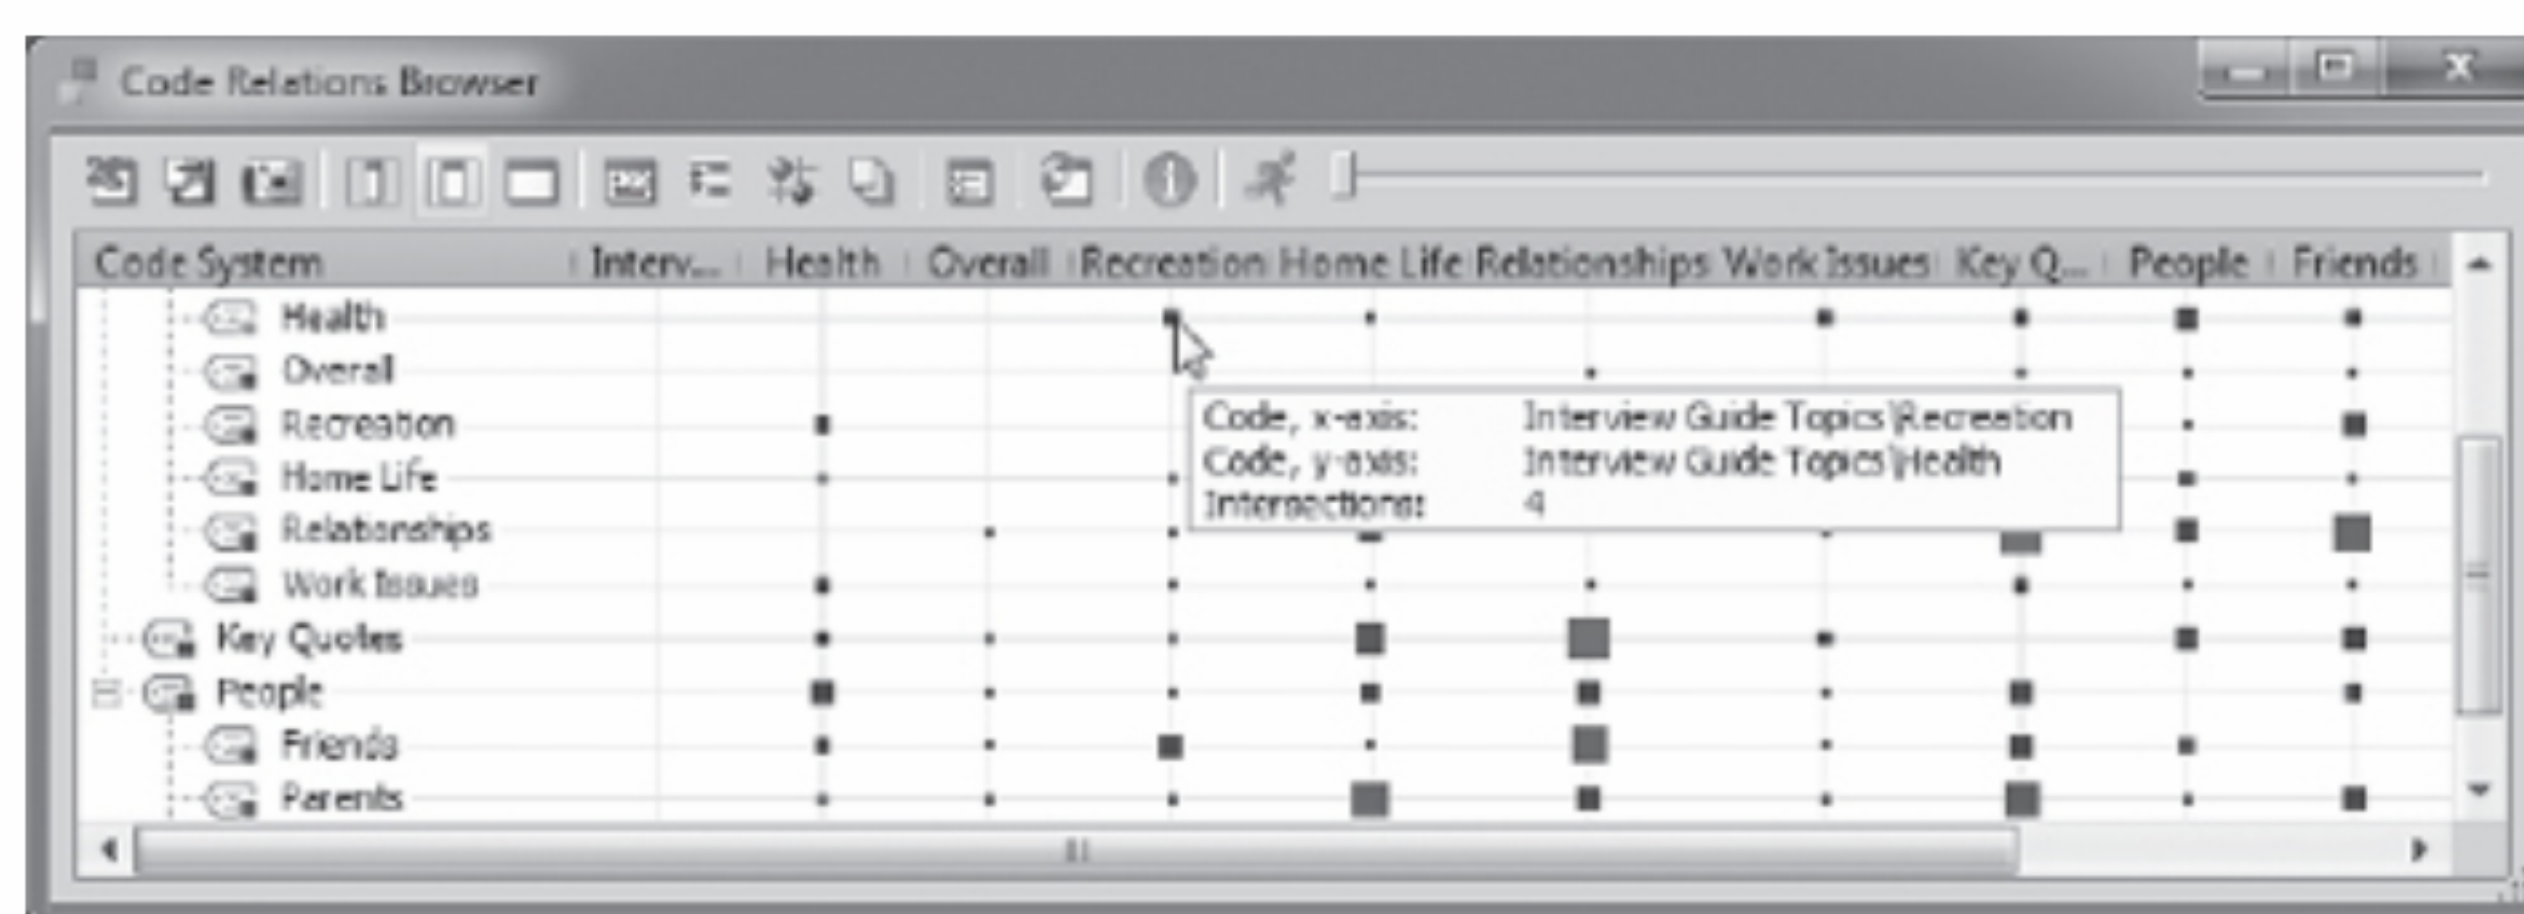 Code Relations Browser
Code System Interv... Health Overall Recreation Home Life Relationships Work Issues Key Q... People Friends
Health
Overall
Recreation
Code, x-axis: Interview Guide Topics\Recreation
Code, y-axis: Interview Guide Topics\Health
Home Life
Intersections: 4
Relationships
Work Issues
Key Quotes
People
Friends
Parents